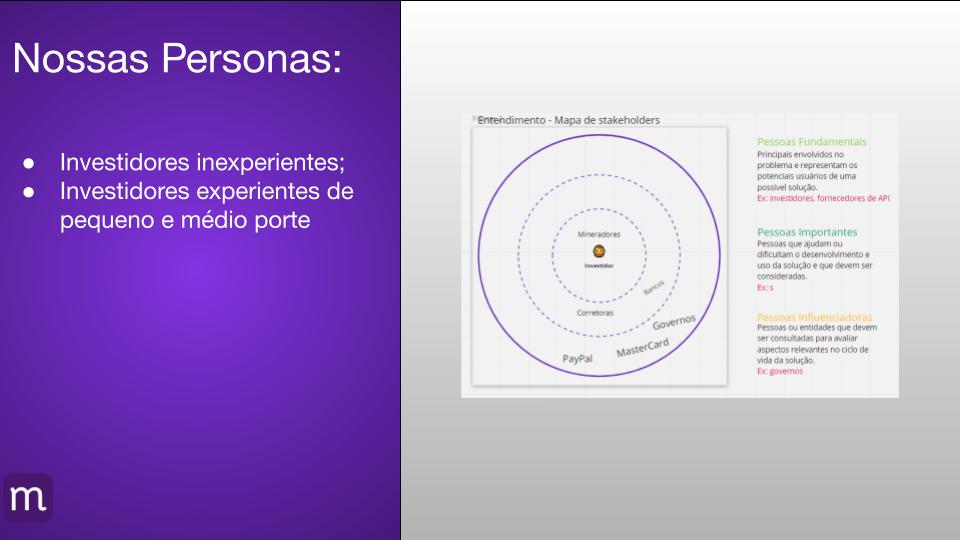 Nossas Personas:
● Investidores inexperientes;
● Investidores experientes de
pequeno e médio porte
m
Entendimento - Mapa de stakeholders
Mineradores
Investidor
Bancos
Corretoras
Governos
MasterCard
PayPal
Pessoas Fundamentais
Principais envolvidos no
problema e representam os
potenciais usuários de uma
possível solução.
Ex: investidores, fornecedores de API
Pessoas Importantes
Pessoas que ajudam ou
dificultam o desenvolvimento e
uso da solução e que devem ser
consideradas.
Ex: s
Pessoas Influenciadoras
Pessoas ou entidades que devem
ser consultadas para avaliar
aspectos relevantes no ciclo de
vida da solução.
Ex: governos